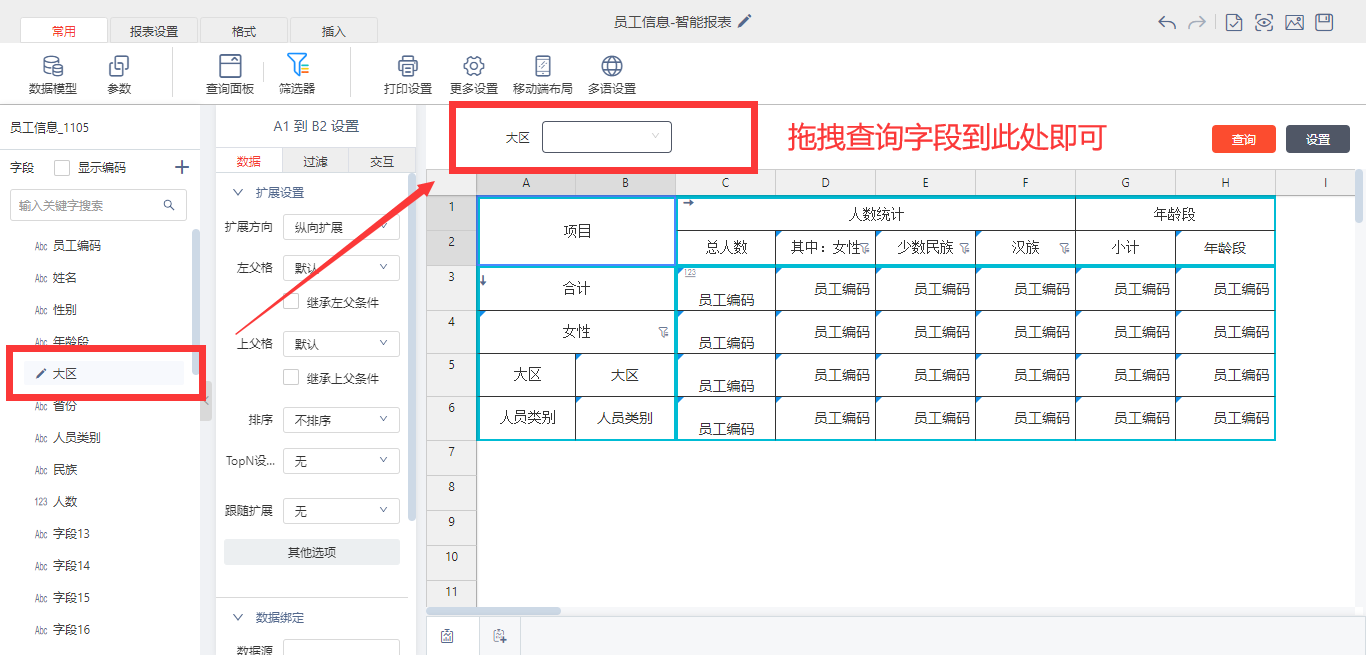 员工信息-智能报表
常用 报表设置 格式 插入
数据模型 参数 查询面板 筛选器 打印设置 更多设置 移动端布局 多语设置
员工信息_1105
字段 显示编码
输入关键字搜索
Abc 员工编码
Abc 姓名
Abc 性别
Abc 年龄段
大区
Abc 省份
Abc 人员类别
Abc 民族
123 人数
Abc 字段13
Abc 字段14
Abc 字段15
Abc 字段16
A1 到 B2 设置
数据 过滤 交互
扩展设置
扩展方向 纵向扩展
左父格 默认
继承左父条件
上父格 默认
继承上父条件
排序 不排序
TopN设... 无
跟随扩展 无
其他选项
数据绑定
数据源
大区
拖拽查询字段到此处即可
查询 设置
A B C D E F G H I
1 项目 人数统计 年龄段
2 总人数 其中：女性 少数民族 汉族 小计 年龄段
3 合计 123 员工编码 员工编码 员工编码 员工编码 员工编码 员工编码
4 女性 员工编码 员工编码 员工编码 员工编码 员工编码 员工编码
5 大区 大区 员工编码 员工编码 员工编码 员工编码 员工编码 员工编码
6 人员类别 人员类别 员工编码 员工编码 员工编码 员工编码 员工编码 员工编码
7
8
9
10
11